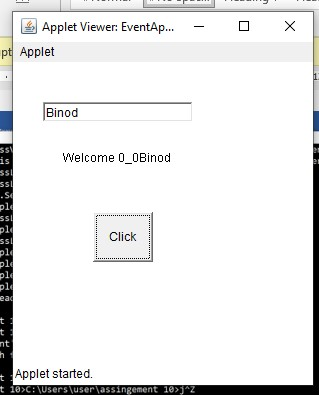 Applet Viewer: EventAp...
Applet
Binod
Welcome 0_0Binod
Click
Applet started.
10>C:\Users\user\assingement 10>j^Z